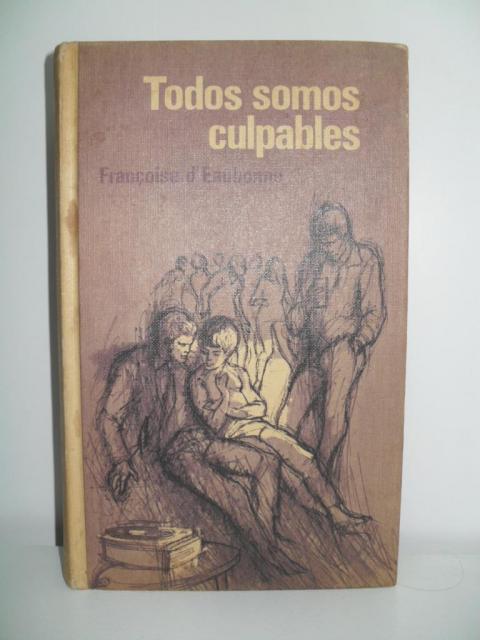 Todos somos
culpables
Françoise d'Eaubonne